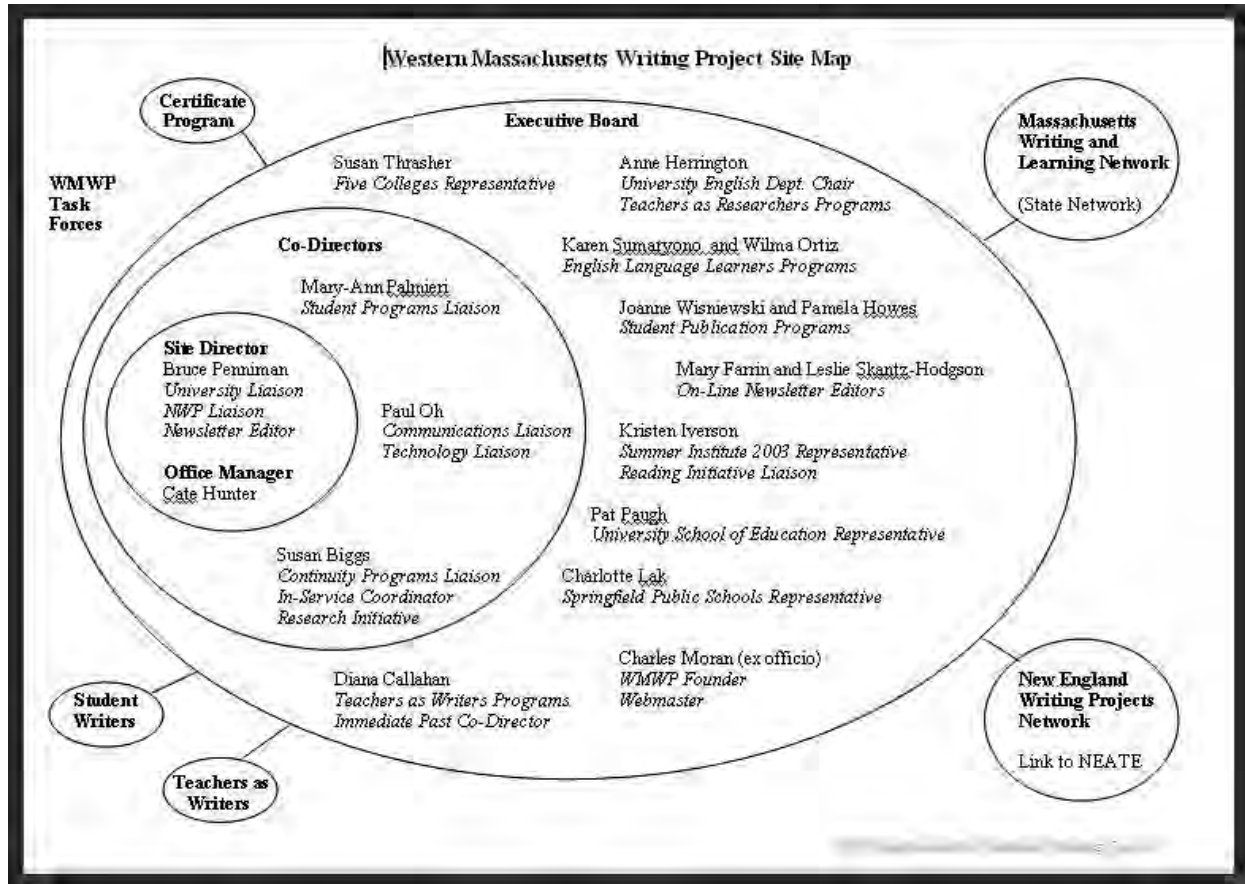 Western Massachusetts Writing Project Site Map
Certificate
Program
Executive Board
Massachusetts
Writing and
Learning Network
(State Network)
WMWP
Task
Forces
Susan Thrasher
Five Colleges Representative
Anne Herrington
University English Dept. Chair
Teachers as Researchers Programs
Co-Directors
Mary-Ann Palmieri
Student Programs Liaison
Karen Sumaryono and Wilma Ortiz
English Language Learners Programs
Joanne Wisniewski and Pamela Howes
Student Publication Programs
Site Director
Bruce Penniman
University Liaison
NWP Liaison
Newsletter Editor
Office Manager
Cate Hunter
Paul Oh
Communications Liaison
Technology Liaison
Mary Farrin and Leslie Skantz-Hodgson
On-Line Newsletter Editors
Kristen Iverson
Summer Institute 2003 Representative
Reading Initiative Liaison
Pat Paugh
University School of Education Representative
Susan Biggs
Continuity Programs Liaison
In-Service Coordinator
Research Initiative
Charlotte Lak
Springfield Public Schools Representative
Diana Callahan
Teachers as Writers Programs
Immediate Past Co-Director
Charles Moran (ex officio)
WMWP Founder
Webmaster
Student
Writers
Teachers as
Writers
New England
Writing Projects
Network
Link to NEATE